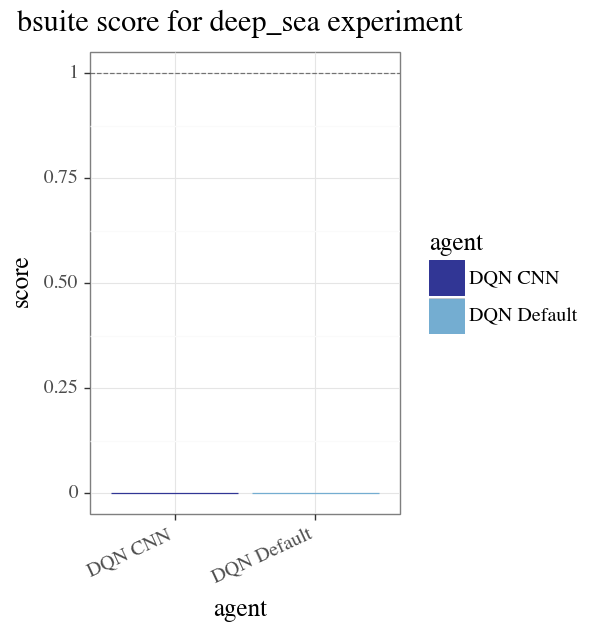 bsuite score for deep_sea experiment
1
0.75
0.50
0.25
0
score
DQN CNN
DQN Default
agent
agent
DQN CNN
DQN Default